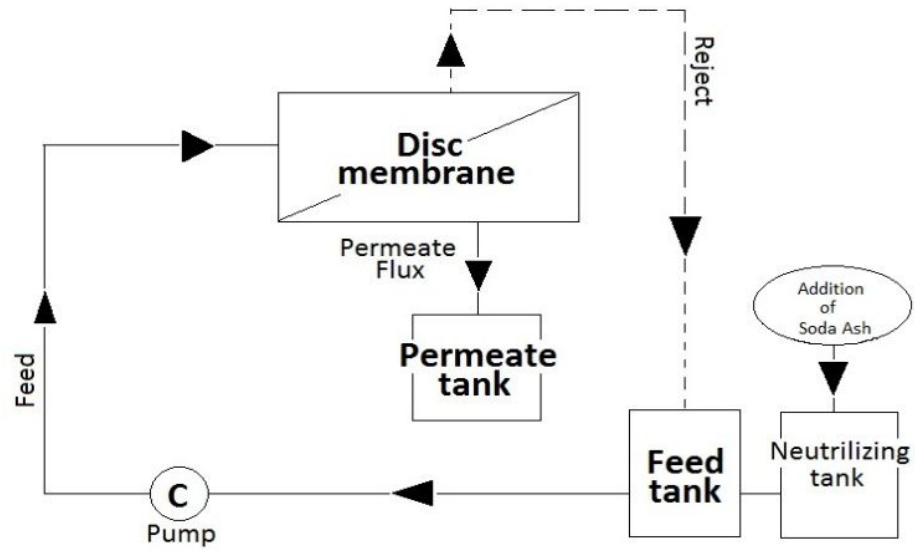 Reject
Disc
membrane
Permeate
Flux
Permeate
tank
Addition
of
Soda Ash
Feed
Feed
tank
Neutrilizing
tank
C
Pump